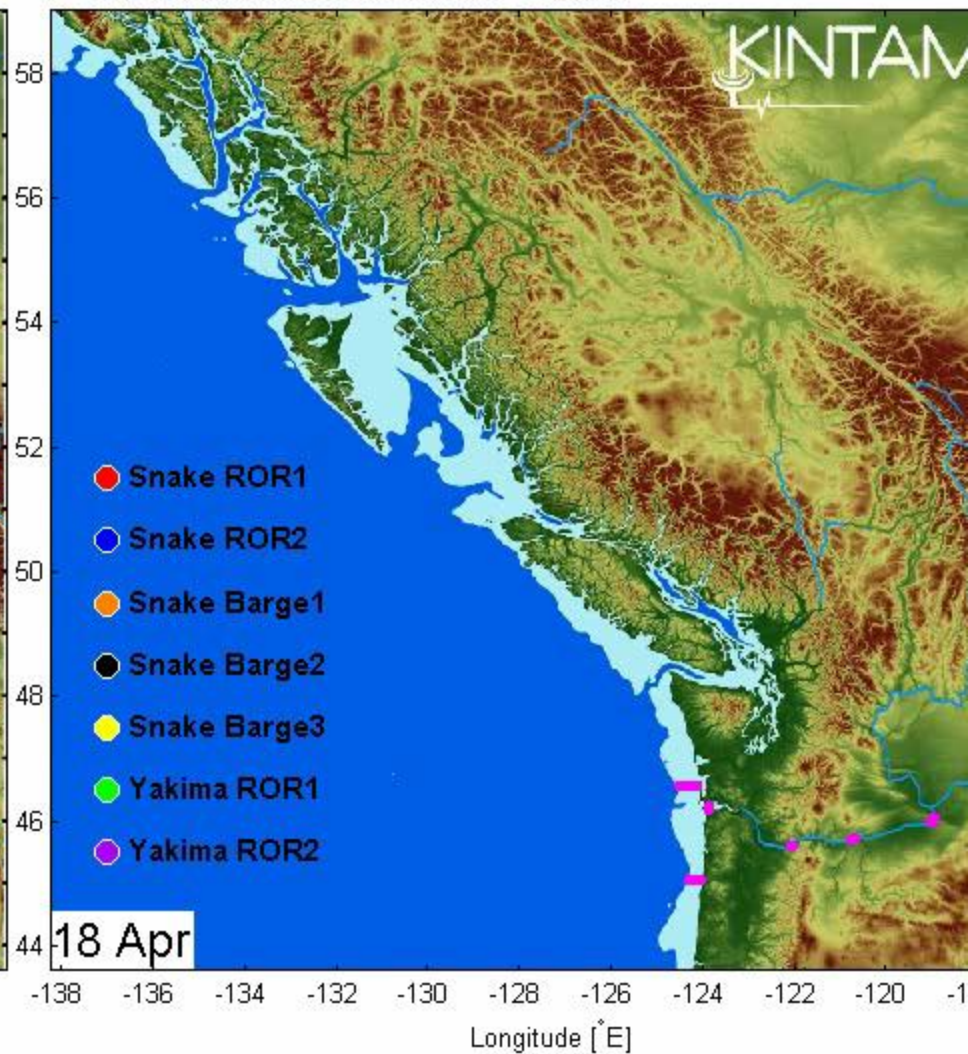 KINTAM
58
56
54
52
50
48
46
44
Snake ROR1
Snake ROR2
Snake Barge1
Snake Barge2
Snake Barge3
Yakima ROR1
Yakima ROR2
18 Apr
-138 -136 -134 -132 -130 -128 -126 -124 -122 -120 -1
Longitude [°E]